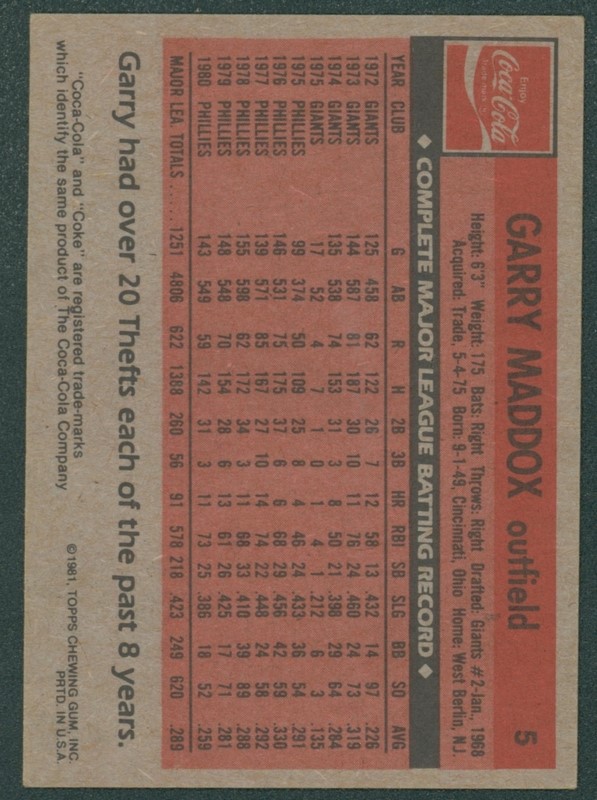 Enjoy
Coca-Cola
Trade-mark ®
GARRY MADDOX outfield 5
Height: 6'3" Weight: 175 Bats: Right Throws: Right Drafted: Giants #2-Jan., 1968
Acquired: Trade, 5-4-75 Born: 9-1-49, Cincinnati, Ohio Home: West Berlin, N.J.
◆ COMPLETE MAJOR LEAGUE BATTING RECORD ◆
YEAR CLUB G AB R H 2B 3B HR RBI SB SLG BB SO AVG
1972 GIANTS 125 458 62 122 26 7 12 58 13 .432 14 97 .226
1973 GIANTS 144 587 81 187 30 10 11 76 24 .460 24 73 .319
1974 GIANTS 135 538 74 153 31 3 8 50 21 .398 29 64 .284
1975 GIANTS 17 52 4 7 1 0 1 4 1 .212 6 3 .135
1975 PHILLIES 99 374 50 109 25 8 4 46 24 .433 36 54 .291
1976 PHILLIES 146 531 75 175 37 6 6 68 29 .456 42 59 .330
1977 PHILLIES 139 571 85 167 27 10 14 74 22 .448 24 58 .292
1978 PHILLIES 155 598 62 172 34 3 11 68 33 .410 39 89 .288
1979 PHILLIES 148 548 70 154 28 6 13 61 26 .425 17 71 .281
1980 PHILLIES 143 549 59 142 31 3 11 73 25 .386 18 52 .259
MAJOR LEA. TOTALS ..... 1251 4806 622 1388 260 56 91 578 218 .423 249 620 .289
Garry had over 20 Thefts each of the past 8 years.
"Coca-Cola" and "Coke" are registered trade-marks
which identify the same product of The Coca-Cola Company
©1981, TOPPS CHEWING GUM, INC.
PRTD. IN U.S.A.